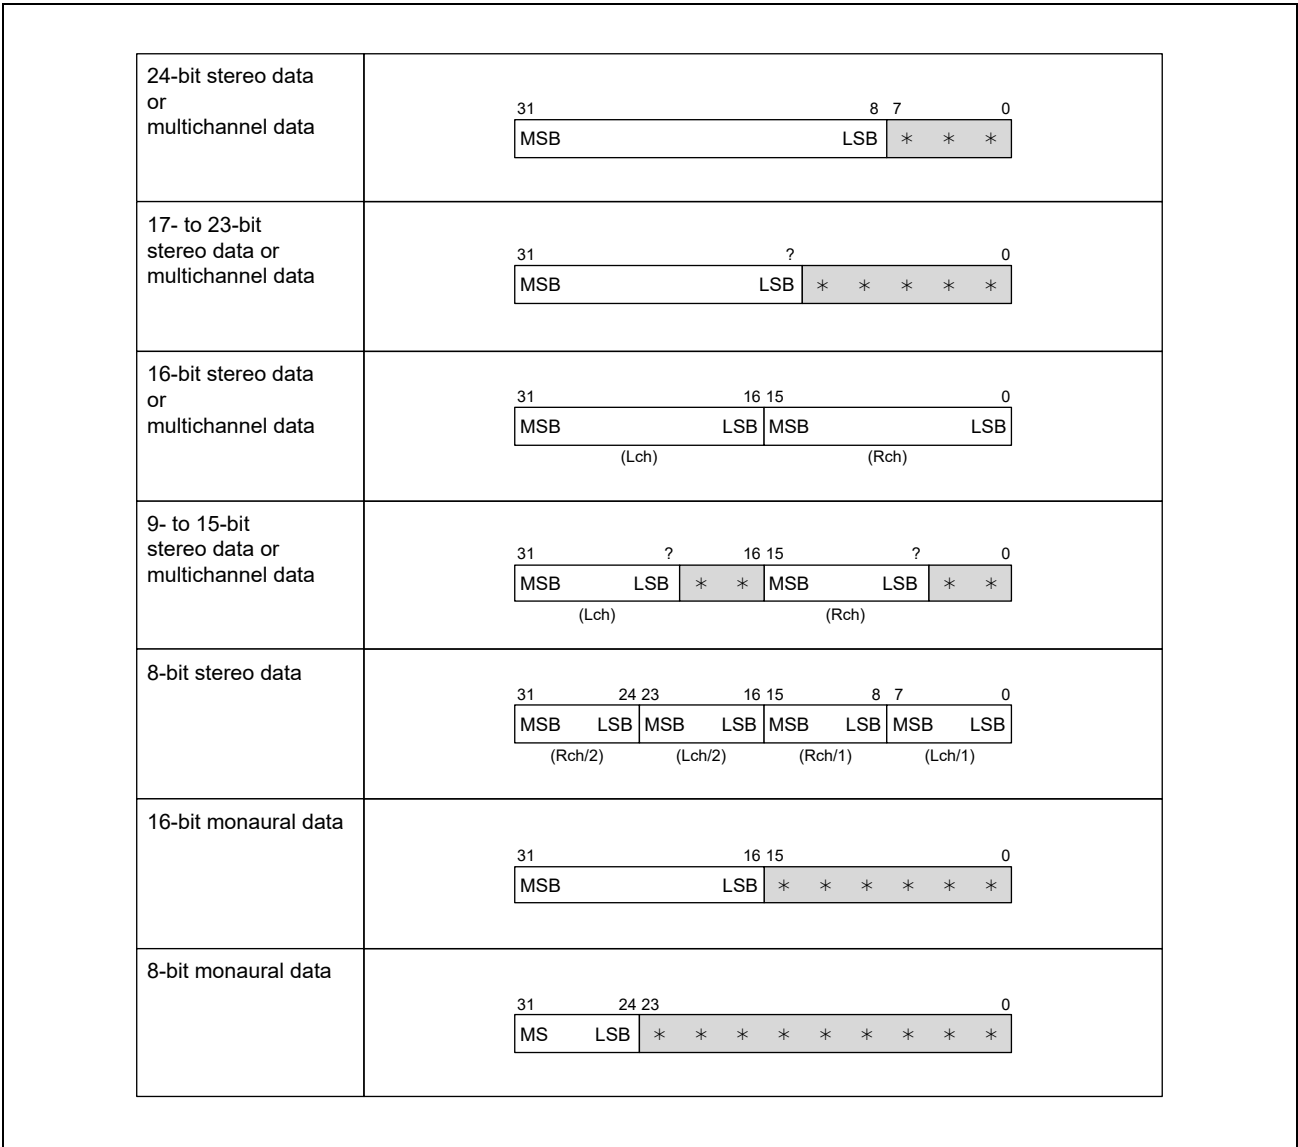 24-bit stereo data
or
multichannel data
31 8 7 0
MSB LSB * * *
17- to 23-bit
stereo data or
multichannel data
31 ? 0
MSB LSB * * * * *
16-bit stereo data
or
multichannel data
31 16 15 0
MSB LSB MSB LSB
(Lch) (Rch)
9- to 15-bit
stereo data or
multichannel data
31 ? 16 15 ? 0
MSB LSB * * MSB LSB * *
(Lch) (Rch)
8-bit stereo data
31 24 23 16 15 8 7 0
MSB LSB MSB LSB MSB LSB MSB LSB
(Rch/2) (Lch/2) (Rch/1) (Lch/1)
16-bit monaural data
31 16 15 0
MSB LSB * * * * * *
8-bit monaural data
31 24 23 0
MS LSB * * * * * * * * *